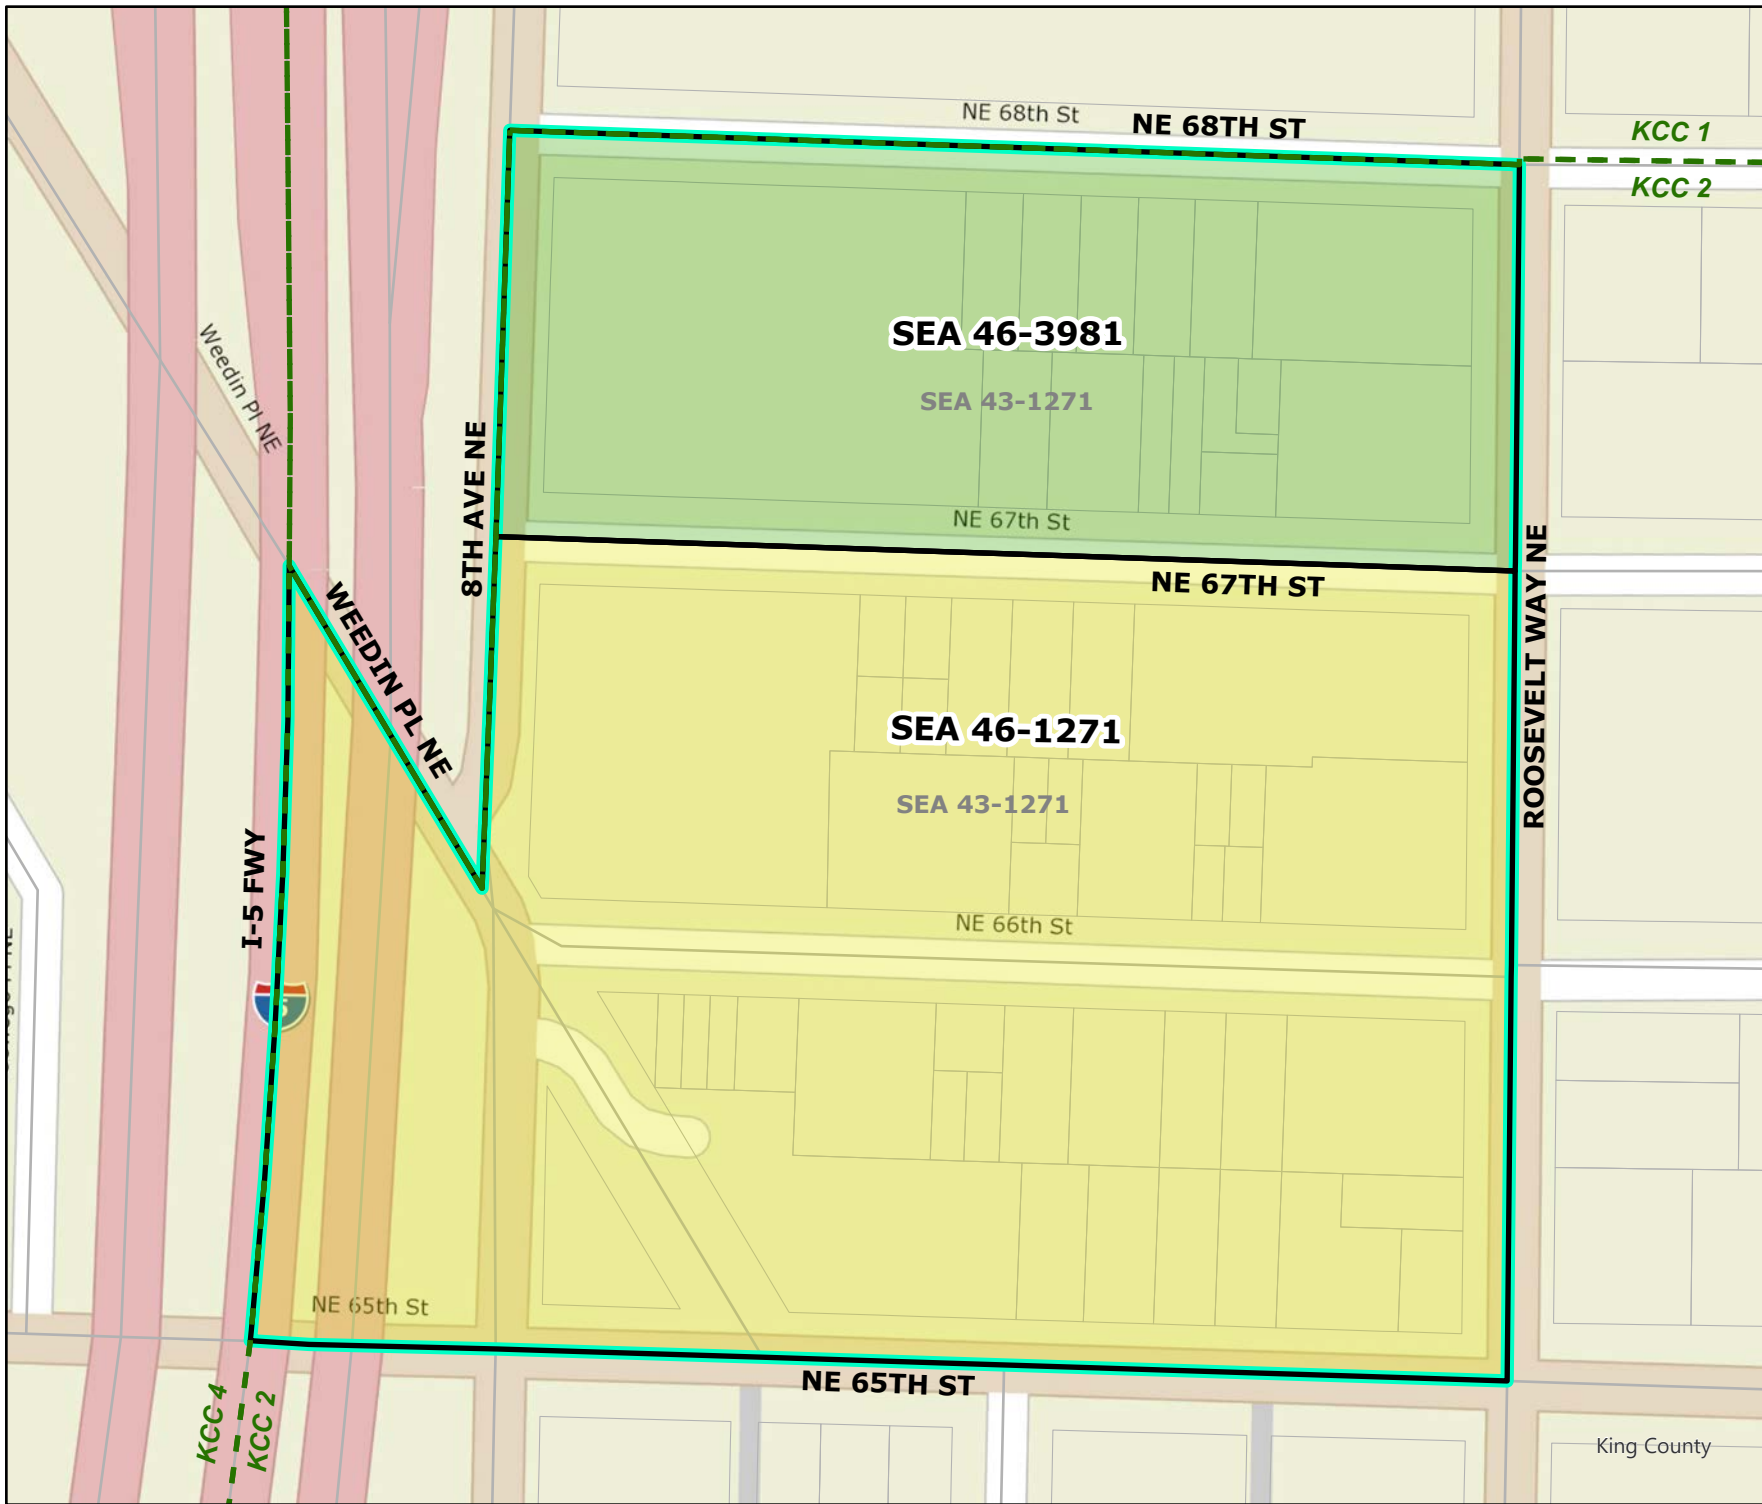 NE 68th St
NE 68TH ST
KCC 1
KCC 2
Weedin Pl NE
SEA 46-3981
SEA 43-1271
8TH AVE NE
NE 67th St
NE 67TH ST
ROOSEVELT WAY NE
WEEDIN PL NE
SEA 46-1271
SEA 43-1271
I-5 FWY
NE 66th St
5
NE 65th St
NE 65TH ST
KCC 4
KCC 2
King County